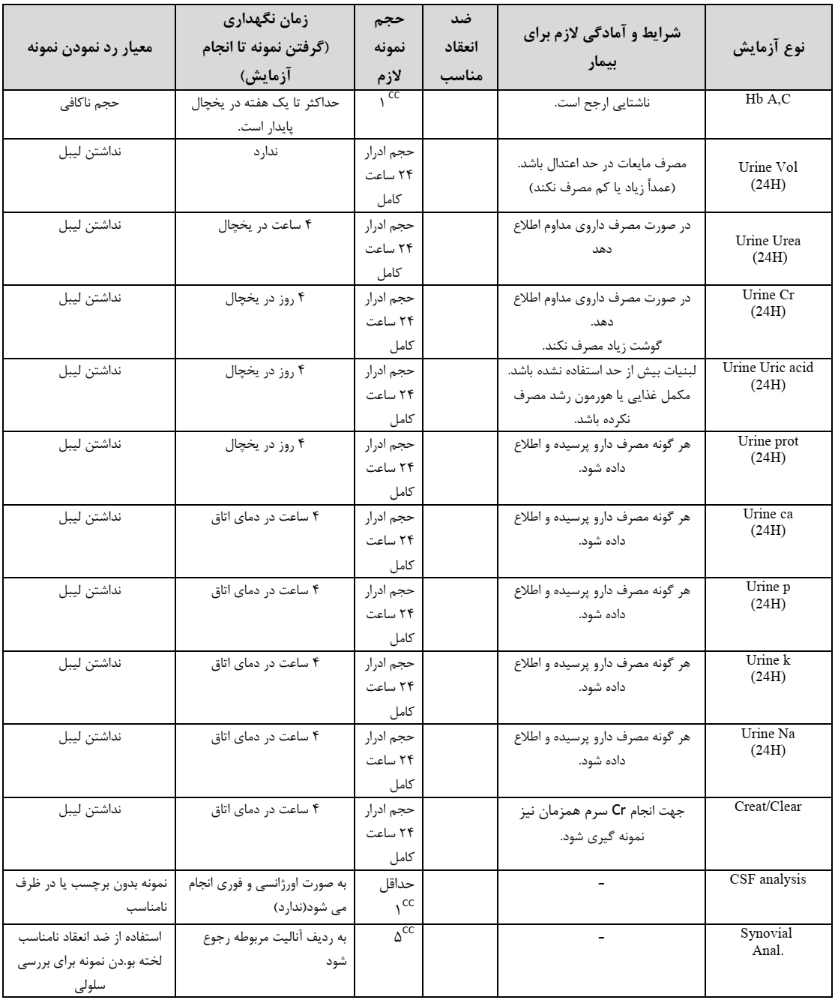 نوع آزمایش
شرایط و آمادگی لازم برای
بیمار
ضد
انعقاد
مناسب
حجم
نمونه
لازم
زمان نگهداری
(گرفتن نمونه تا انجام
آزمایش)
معیار رد نمودن نمونه
Hb A,C
ناشتایی ارجح است.
۱ CC
حداکثر تا یک هفته در یخچال
پایدار است.
حجم ناکافی
Urine Vol
(24H)
مصرف مایعات در حد اعتدال باشد.
(عمداً زیاد یا کم مصرف نکند)
حجم ادرار
۲۴ ساعت
کامل
ندارد
نداشتن لیبل
Urine Urea
(24H)
در صورت مصرف داروی مداوم اطلاع
دهد
حجم ادرار
۲۴ ساعت
کامل
۴ ساعت در یخچال
نداشتن لیبل
Urine Cr
(24H)
در صورت مصرف داروی مداوم اطلاع
دهد.
گوشت زیاد مصرف نکند.
حجم ادرار
۲۴ ساعت
کامل
۴ روز در یخچال
نداشتن لیبل
Urine Uric acid
(24H)
لبنیات بیش از حد استفاده نشده باشد.
مکمل غذایی یا هورمون رشد مصرف
نکرده باشد.
حجم ادرار
۲۴ ساعت
کامل
۴ روز در یخچال
نداشتن لیبل
Urine prot
(24H)
هر گونه مصرف دارو پرسیده و اطلاع
داده شود.
حجم ادرار
۲۴ ساعت
کامل
۴ روز در یخچال
نداشتن لیبل
Urine ca
(24H)
هر گونه مصرف دارو پرسیده و اطلاع
داده شود.
حجم ادرار
۲۴ ساعت
کامل
۴ ساعت در دمای اتاق
نداشتن لیبل
Urine p
(24H)
هر گونه مصرف دارو پرسیده و اطلاع
داده شود.
حجم ادرار
۲۴ ساعت
کامل
۴ ساعت در دمای اتاق
نداشتن لیبل
Urine k
(24H)
هر گونه مصرف دارو پرسیده و اطلاع
داده شود.
حجم ادرار
۲۴ ساعت
کامل
۴ ساعت در دمای اتاق
نداشتن لیبل
Urine Na
(24H)
هر گونه مصرف دارو پرسیده و اطلاع
داده شود.
حجم ادرار
۲۴ ساعت
کامل
۴ ساعت در دمای اتاق
نداشتن لیبل
Creat/Clear
جهت انجام Cr سرم همزمان نیز
نمونه گیری شود.
حجم ادرار
۲۴ ساعت
کامل
۴ ساعت در دمای اتاق
نداشتن لیبل
CSF analysis
-
حداقل
۱CC
به صورت اورژانسی و فوری انجام
می شود(ندارد)
نمونه بدون برچسب یا در ظرف
نامناسب
Synovial
Anal.
-
۵CC
به ردیف آنالیت مربوطه رجوع
شود
استفاده از ضد انعقاد نامناسب
لخته بو.دن نمونه برای بررسی
سلولی